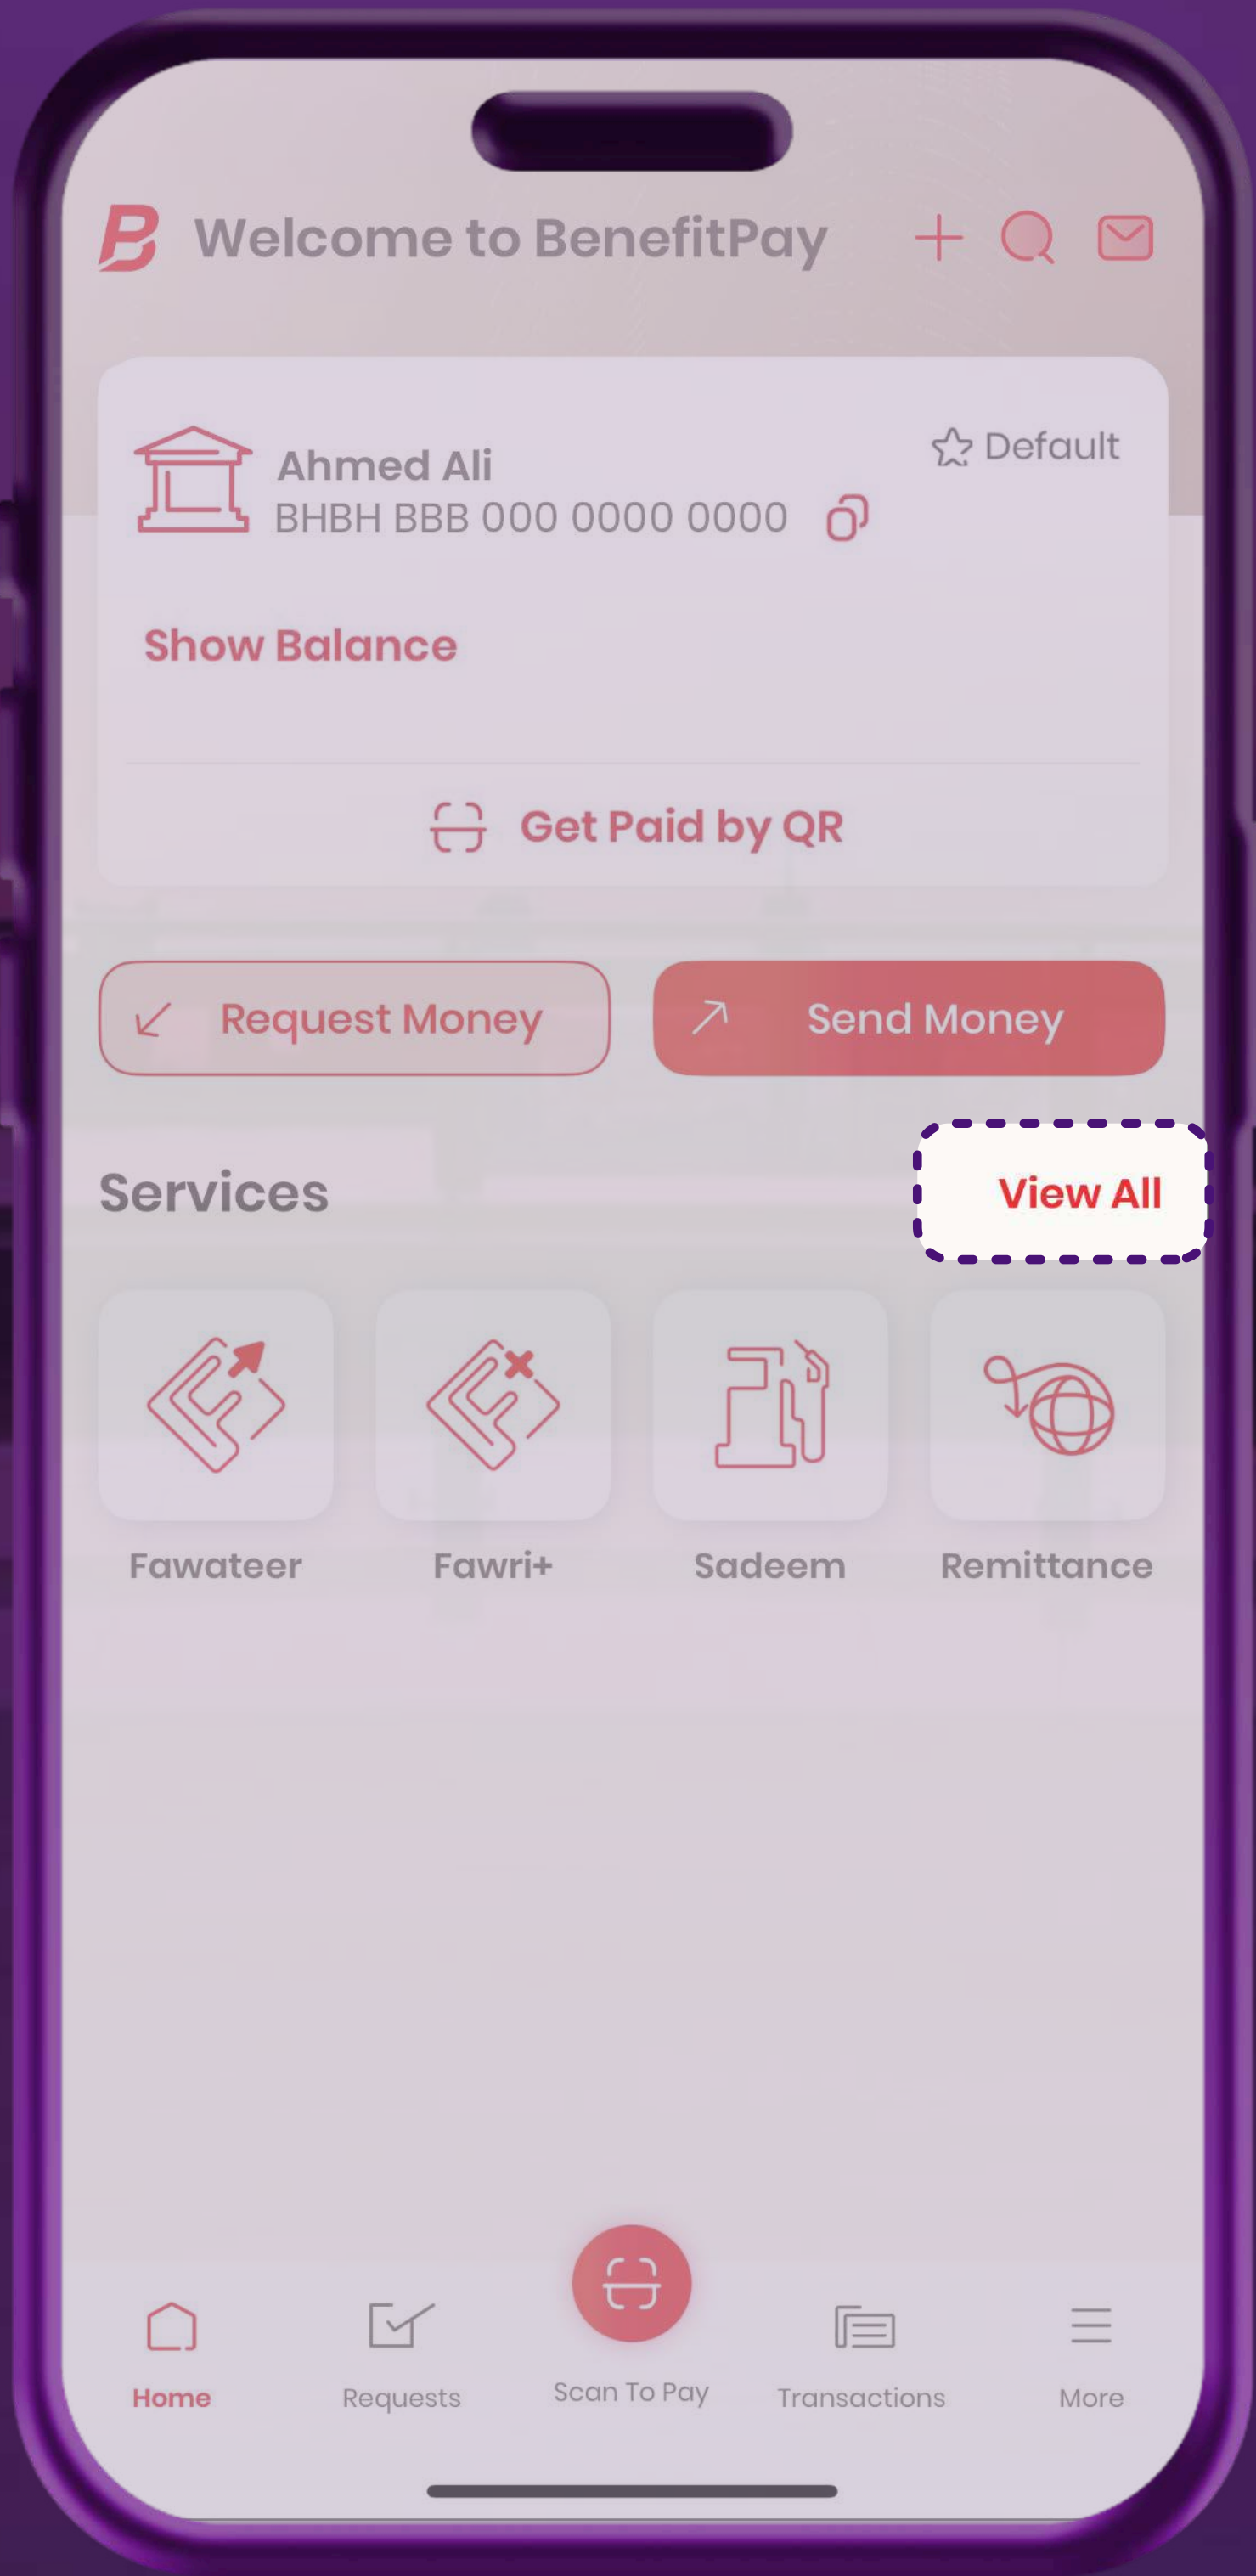 B Welcome to BenefitPay
Default
Ahmed Ali
BHBH BBB 000 0000 0000
Show Balance
Get Paid by QR
Request Money Send Money
Services View All
Fawateer Fawri+ Sadeem Remittance
Home Requests Scan To Pay Transactions More